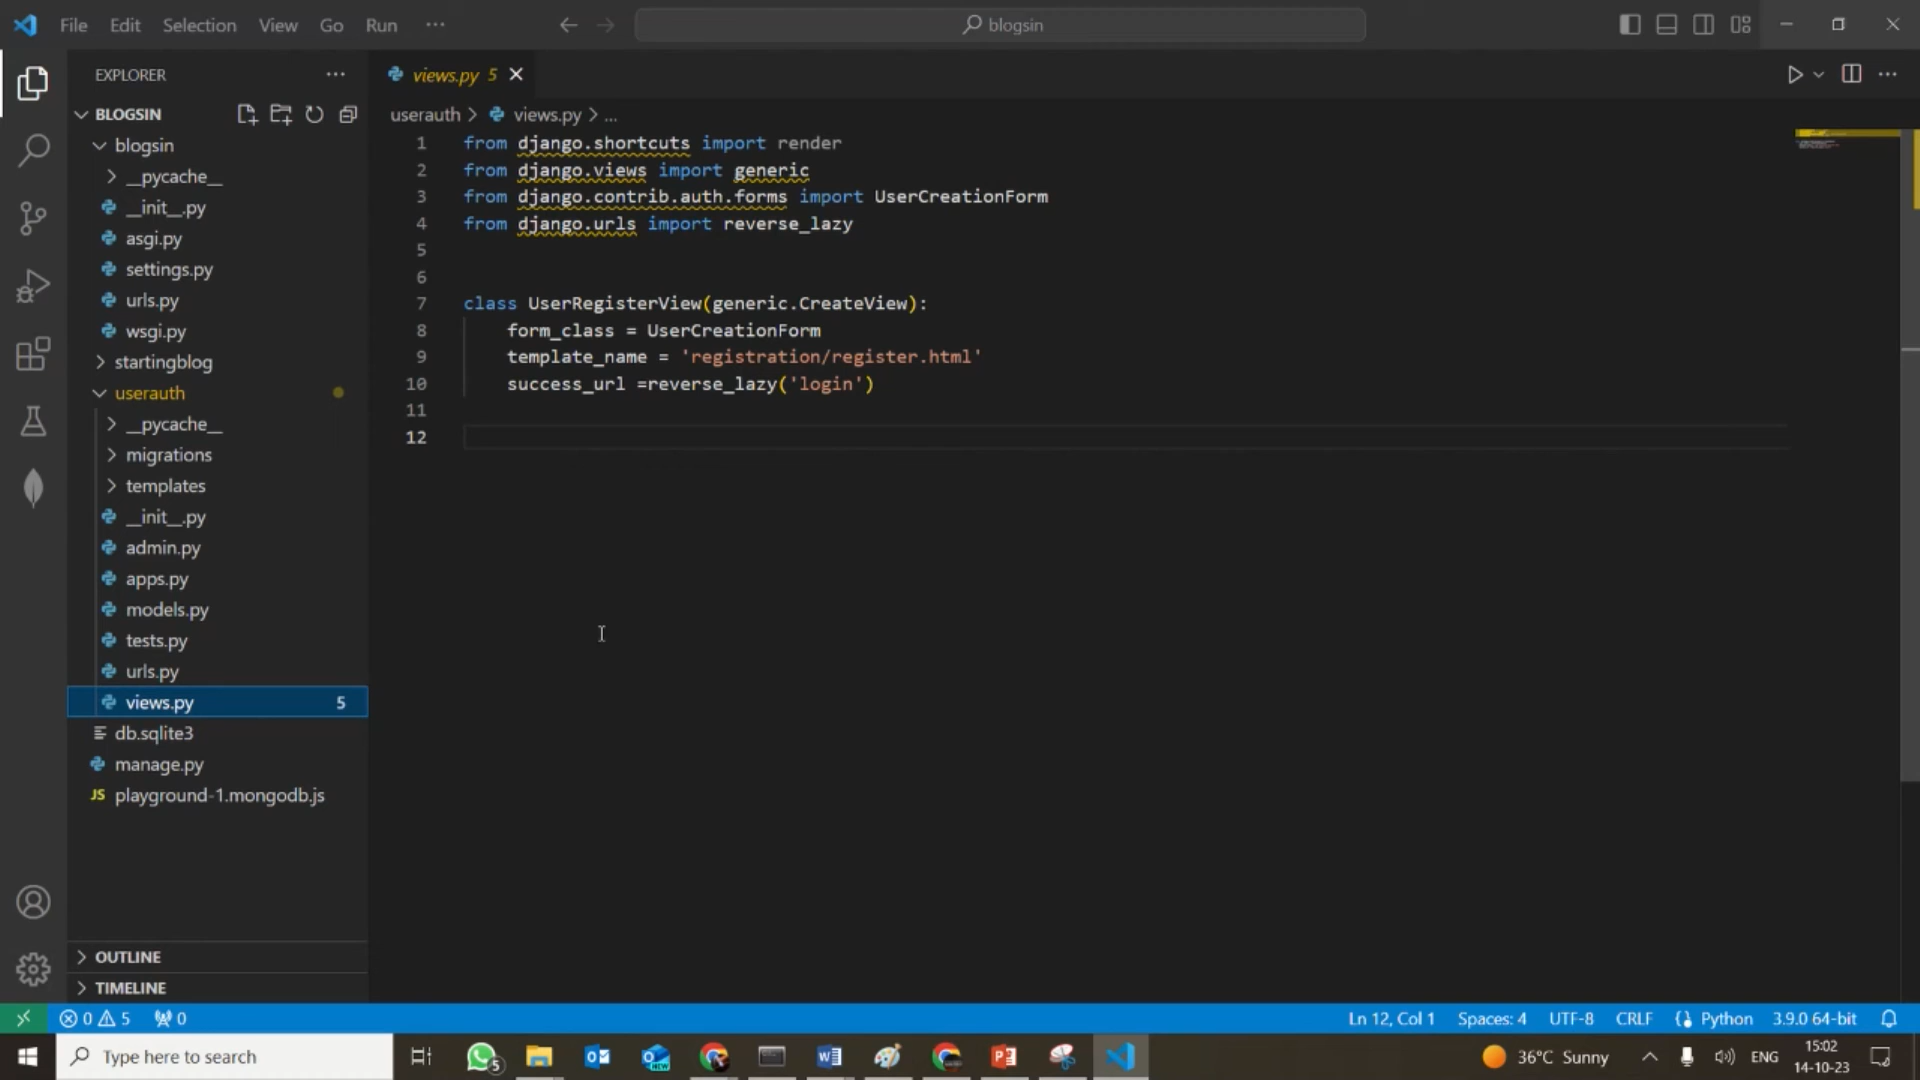 File Edit Selection View Go Run ···
blogsin
EXPLORER
views.py 5
BLOGSIN
userauth > views.py > ...
blogsin
__pycache__
__init__.py
asgi.py
settings.py
urls.py
wsgi.py
startingblog
userauth
__pycache__
migrations
templates
__init__.py
admin.py
apps.py
models.py
tests.py
urls.py
views.py 5
db.sqlite3
manage.py
JS playground-1.mongodb.js
OUTLINE
TIMELINE
1 from django.shortcuts import render
2 from django.views import generic
3 from django.contrib.auth.forms import UserCreationForm
4 from django.urls import reverse_lazy
5
6
7 class UserRegisterView(generic.CreateView):
8 form_class = UserCreationForm
9 template_name = 'registration/register.html'
10 success_url =reverse_lazy('login')
11
12
0 5 0
Ln 12, Col 1 Spaces: 4 UTF-8 CRLF Python 3.9.0 64-bit
Type here to search
5
NEW
36°C Sunny
ENG
15:02
14-10-23